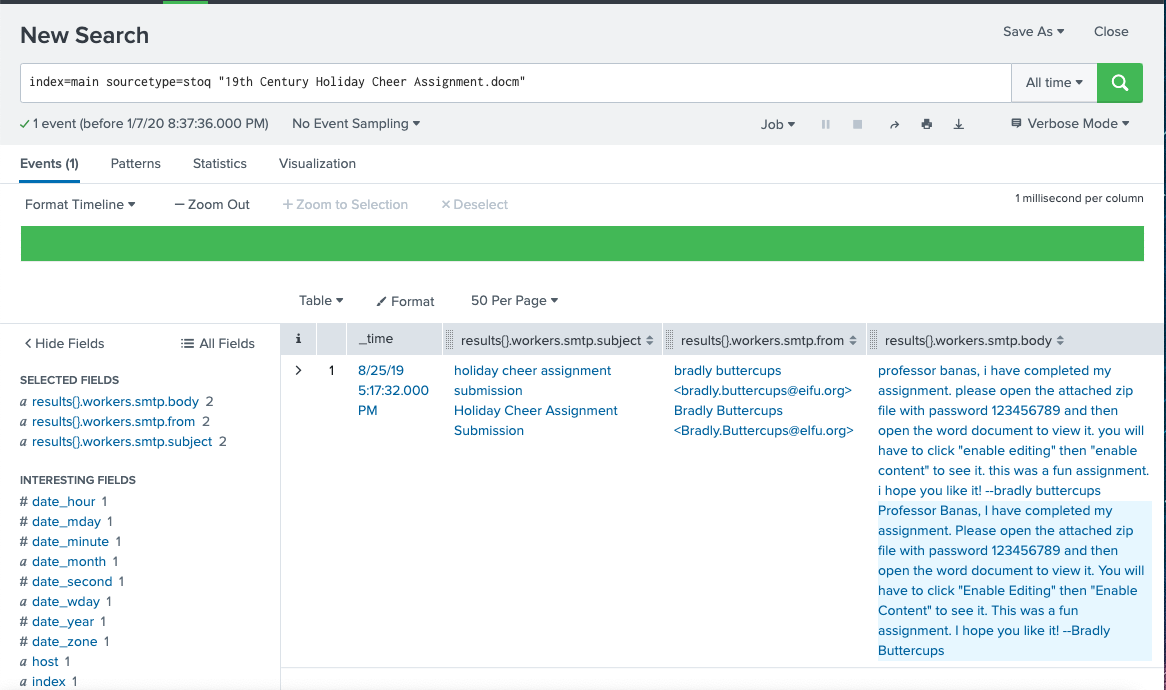 New Search
Save As
Close
index=main sourcetype=stoq "19th Century Holiday Cheer Assignment.docm"
All time
1 event (before 1/7/20 8:37:36.000 PM)
No Event Sampling
Job
Verbose Mode
Events (1)
Patterns
Statistics
Visualization
Format Timeline
— Zoom Out
+ Zoom to Selection
× Deselect
1 millisecond per column
Table
Format
50 Per Page
Hide Fields
All Fields
SELECTED FIELDS
a results{}.workers.smtp.body 2
a results{}.workers.smtp.from 2
a results{}.workers.smtp.subject 2
INTERESTING FIELDS
# date_hour 1
# date_mday 1
# date_minute 1
a date_month 1
# date_second 1
a date_wday 1
# date_year 1
# date_zone 1
a host 1
a index 1
i
_time
results{}.workers.smtp.subject
results{}.workers.smtp.from
results{}.workers.smtp.body
1
8/25/19
5:17:32.000
PM
holiday cheer assignment
submission
Holiday Cheer Assignment
Submission
bradly buttercups
<bradly.buttercups@eifu.org>
Bradly Buttercups
<Bradly.Buttercups@eIfu.org>
professor banas, i have completed my
assignment. please open the attached zip
file with password 123456789 and then
open the word document to view it. you will
have to click "enable editing" then "enable
content" to see it. this was a fun assignment.
i hope you like it! --bradly buttercups
Professor Banas, I have completed my
assignment. Please open the attached zip
file with password 123456789 and then
open the word document to view it. You will
have to click "Enable Editing" then "Enable
Content" to see it. This was a fun
assignment. I hope you like it! --Bradly
Buttercups